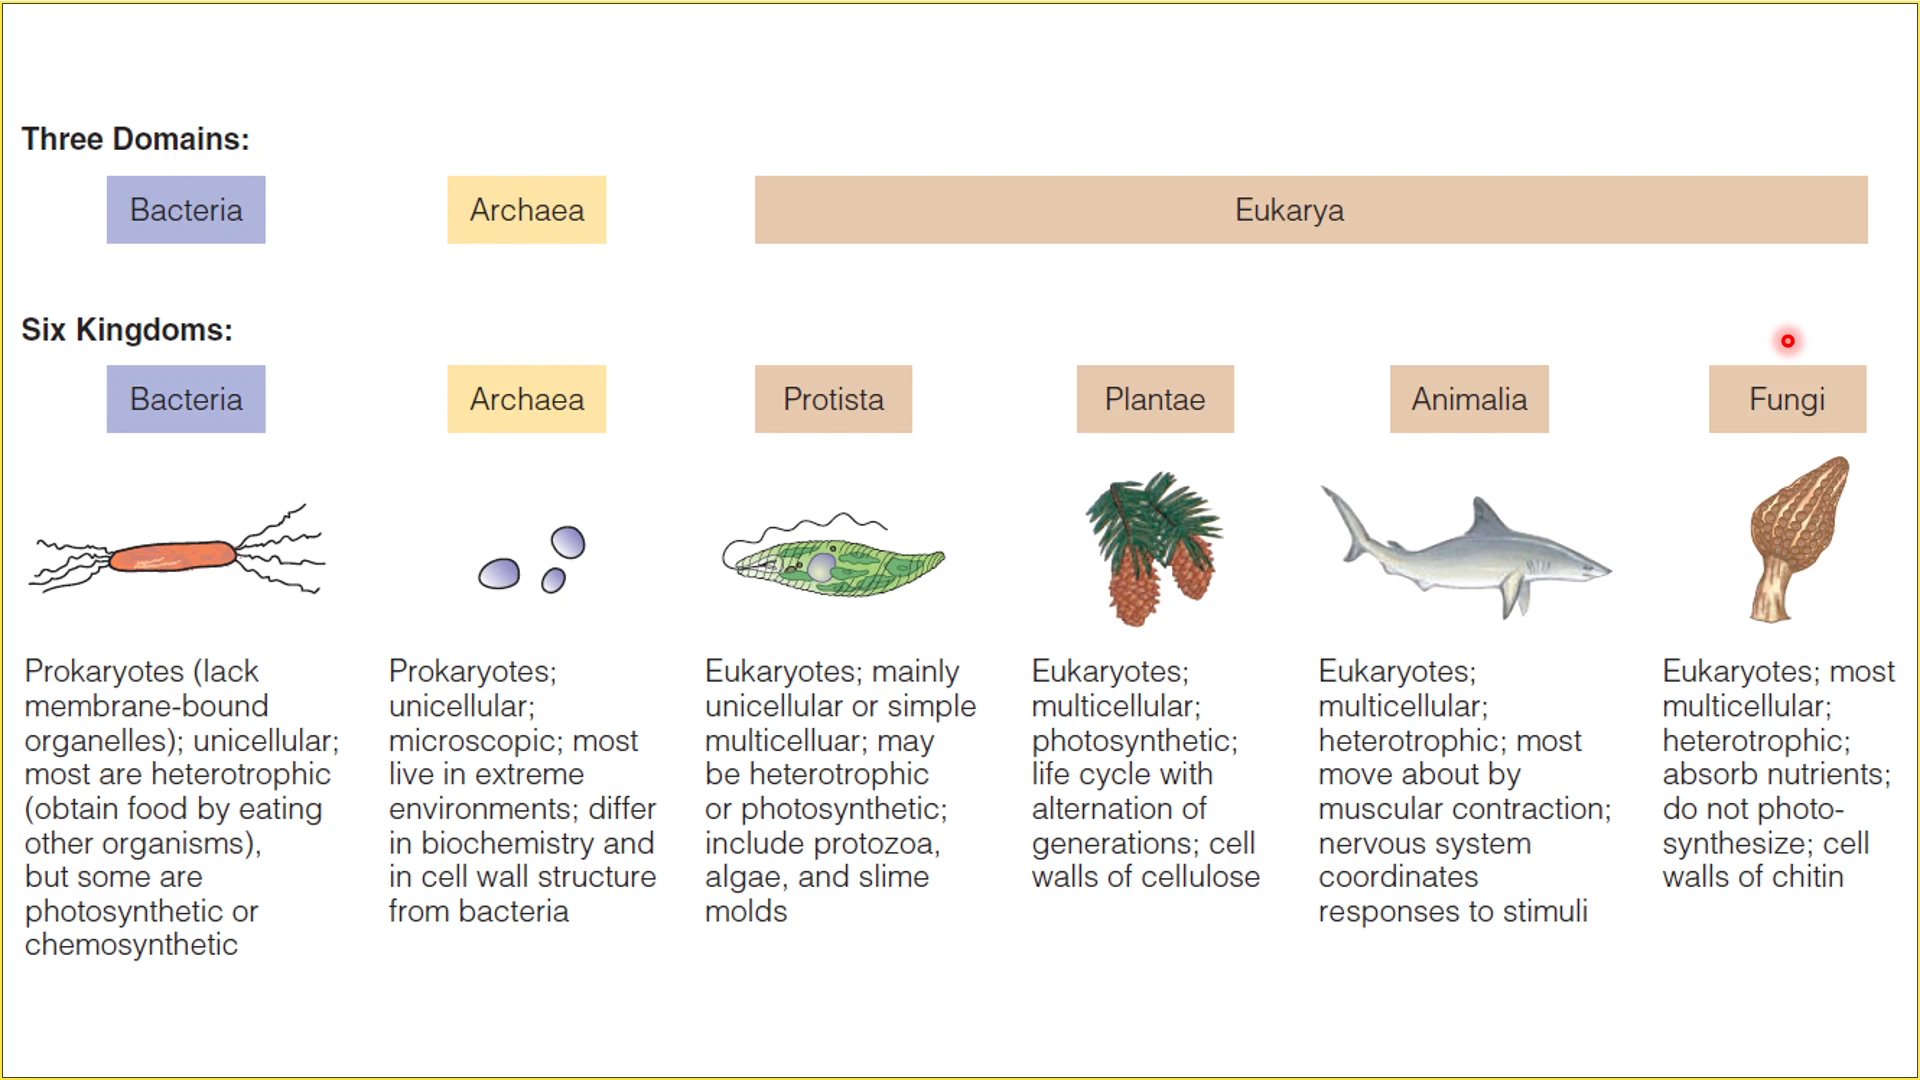 Three Domains:
Bacteria
Archaea
Eukarya
Six Kingdoms:
Bacteria
Archaea
Protista
Plantae
Animalia
Fungi
Prokaryotes (lack
membrane-bound
organelles); unicellular;
most are heterotrophic
(obtain food by eating
other organisms),
but some are
photosynthetic or
chemosynthetic
Prokaryotes;
unicellular;
microscopic; most
live in extreme
environments; differ
in biochemistry and
in cell wall structure
from bacteria
Eukaryotes; mainly
unicellular or simple
multicelluar; may
be heterotrophic
or photosynthetic;
include protozoa,
algae, and slime
molds
Eukaryotes;
multicellular;
photosynthetic;
life cycle with
alternation of
generations; cell
walls of cellulose
Eukaryotes;
multicellular;
heterotrophic; most
move about by
muscular contraction;
nervous system
coordinates
responses to stimuli
Eukaryotes; most
multicellular;
heterotrophic;
absorb nutrients;
do not photo-
synthesize; cell
walls of chitin